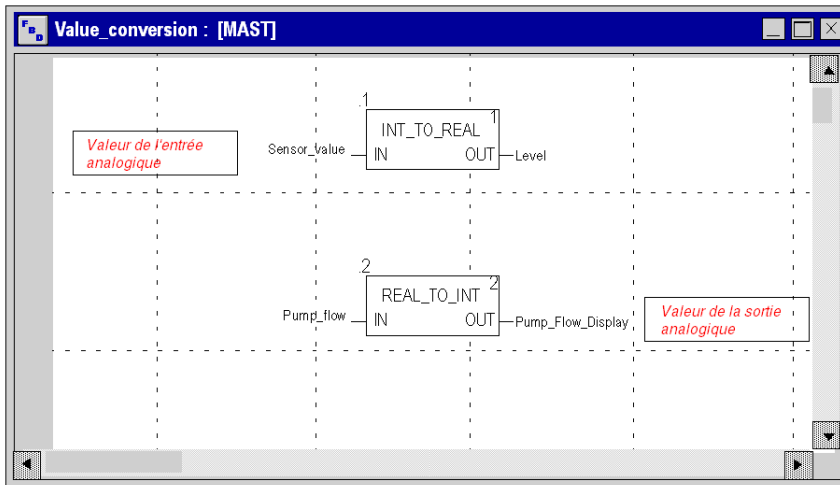 FBD
Value_conversion : [MAST]
.1
1
INT_TO_REAL
Valeur de l'entrée
analogique
Sensor_Value
IN
OUT
Level
.2
2
REAL_TO_INT
Pump_flow
IN
OUT
Pump_Flow_Display
Valeur de la sortie
analogique